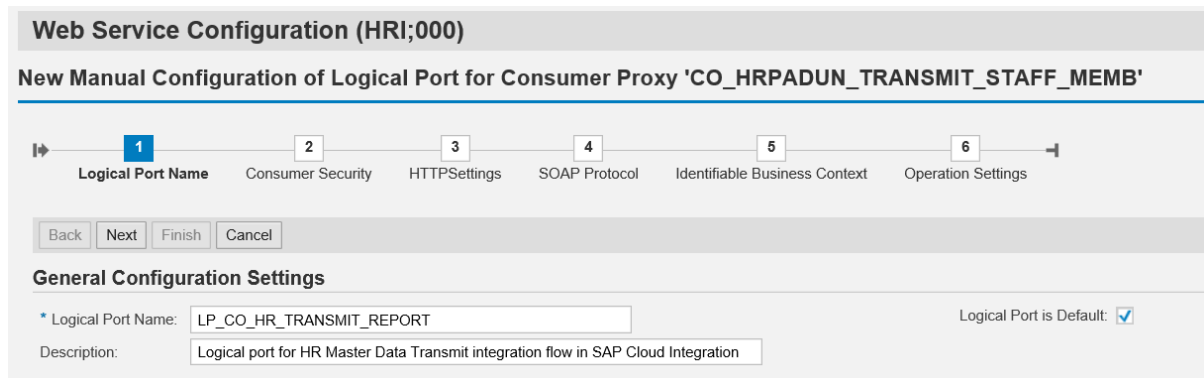 Web Service Configuration (HRI;000)
New Manual Configuration of Logical Port for Consumer Proxy 'CO_HRPADUN_TRANSMIT_STAFF_MEMB'
1 2 3 4 5 6
Logical Port Name Consumer Security HTTPSettings SOAP Protocol Identifiable Business Context Operation Settings
Back Next Finish Cancel
General Configuration Settings
* Logical Port Name: LP_CO_HR_TRANSMIT_REPORT Logical Port is Default:
Description: Logical port for HR Master Data Transmit integration flow in SAP Cloud Integration